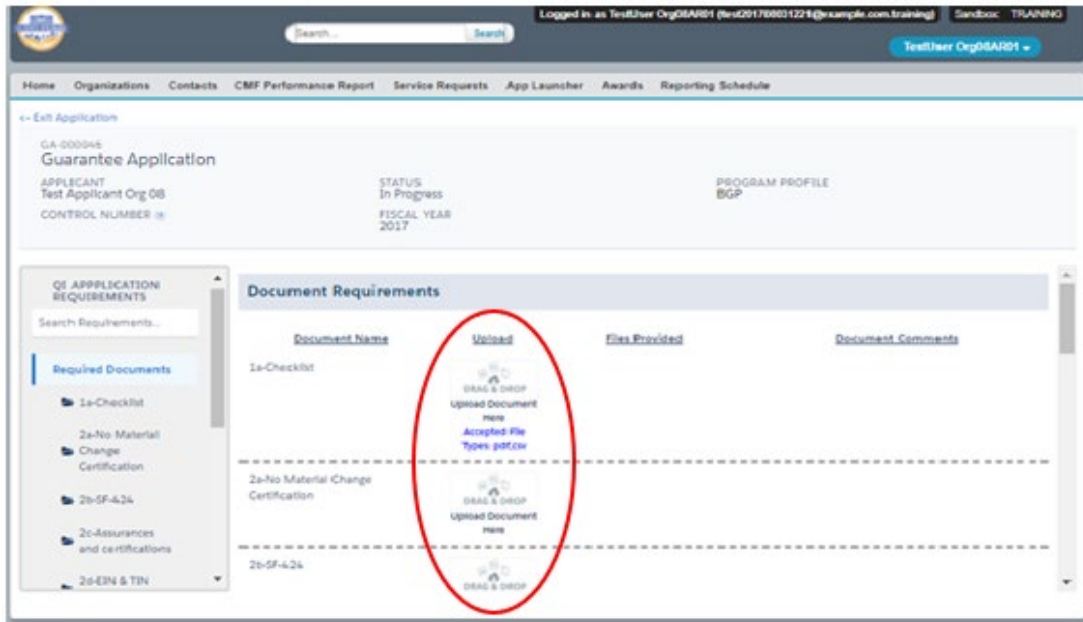 Logged in as TestUser Org08AR01 (test201708031221@example.com.training) Sandbox: TRAINING
Search... Search
TestUser Org08AR01
Home Organizations Contacts CMF Performance Report Service Requests App Launcher Awards Reporting Schedule
<- Exit Application
GA-000046
Guarantee Application
APPLICANT STATUS PROGRAM PROFILE
Test Applicant Org 08 In Progress BGP
CONTROL NUMBER FISCAL YEAR
2017
QI APPPLICATION
REQUIREMENTS
Search Requirements...
Required Documents
1a-Checklist
2a-No Material
Change
Certification
2b-SF-424
2c-Assurances
and certifications
2d-EIN & TIN
Document Requirements
Document Name Upload Files Provided Document Comments
1a-Checklist
DRAG & DROP
Upload Document
Here
Accepted File
Types: pdf,csv
2a-No Material Change
Certification
DRAG & DROP
Upload Document
Here
2b-SF-424
DRAG & DROP